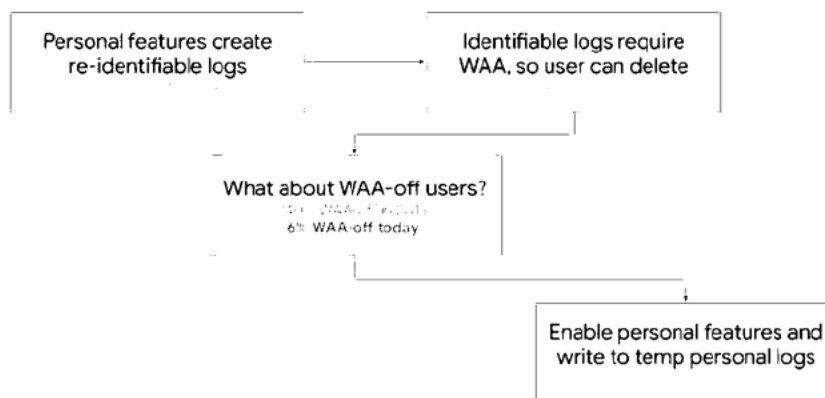 Personal features create
re-identifiable logs
Identifiable logs require
WAA, so user can delete
What about WAA-off users?
6% WAA-off today
Enable personal features and
write to temp personal logs